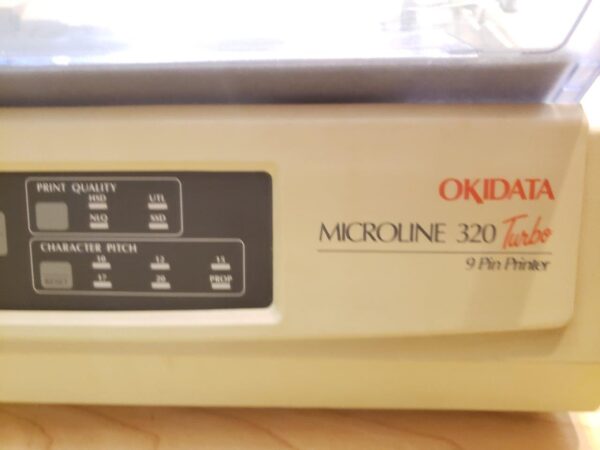 PRINT QUALITY
HSD UTL
NLQ SSD
CHARACTER PITCH
10 12 15
17 20 PROP
RESET
OKIDATA
MICROLINE 320 Turbo
9 Pin Printer